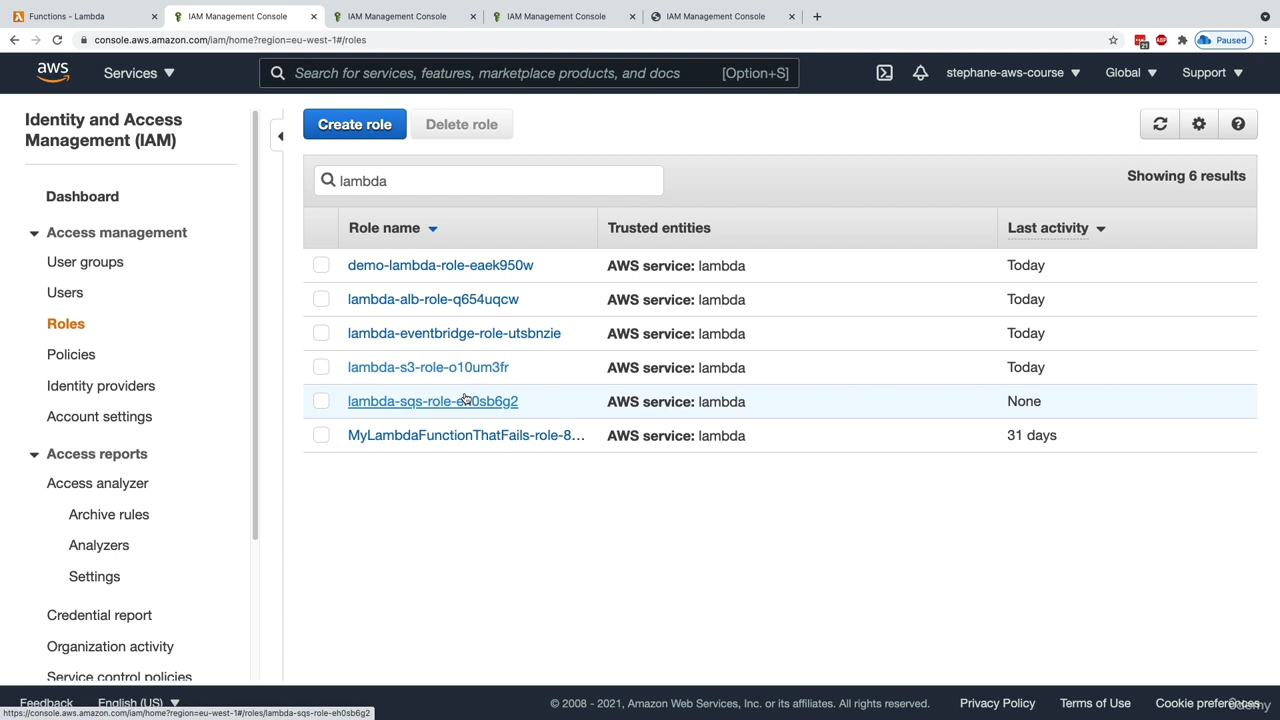 Functions - Lambda
IAM Management Console
IAM Management Console
IAM Management Console
IAM Management Console
console.aws.amazon.com/iam/home?region=eu-west-1#/roles
21
ABP
Paused
aws
Services
Search for services, features, marketplace products, and docs
[Option+S]
stephane-aws-course
Global
Support
Identity and Access
Management (IAM)
Dashboard
Access management
User groups
Users
Roles
Policies
Identity providers
Account settings
Access reports
Access analyzer
Archive rules
Analyzers
Settings
Credential report
Organization activity
Service control policies
Create role
Delete role
lambda
Showing 6 results
Role name
Trusted entities
Last activity
demo-lambda-role-eaek950w
AWS service: lambda
Today
lambda-alb-role-q654uqcw
AWS service: lambda
Today
lambda-eventbridge-role-utsbnzie
AWS service: lambda
Today
lambda-s3-role-o10um3fr
AWS service: lambda
Today
lambda-sqs-role-eh0sb6g2
AWS service: lambda
None
MyLambdaFunctionThatFails-role-8...
AWS service: lambda
31 days
Feedback
English (US)
© 2008 - 2021, Amazon Web Services, Inc. or its affiliates. All rights reserved.
Privacy Policy
Terms of Use
Cookie preferences
https://console.aws.amazon.com/iam/home?region=eu-west-1#/roles/lambda-sqs-role-eh0sb6g2
Udemy